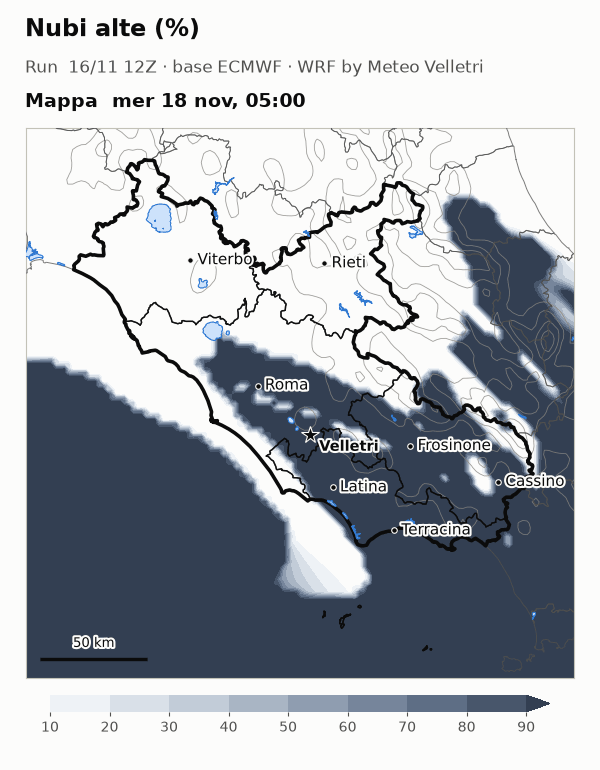 Nubi alte (%)
Run  16/11 12Z · base ECMWF · WRF by Meteo Velletri
Mappa  mer 18 nov, 05:00
Viterbo
Rieti
Roma
Velletri
Frosinone
Cassino
Latina
Terracina
50 km
10 20 30 40 50 60 70 80 90